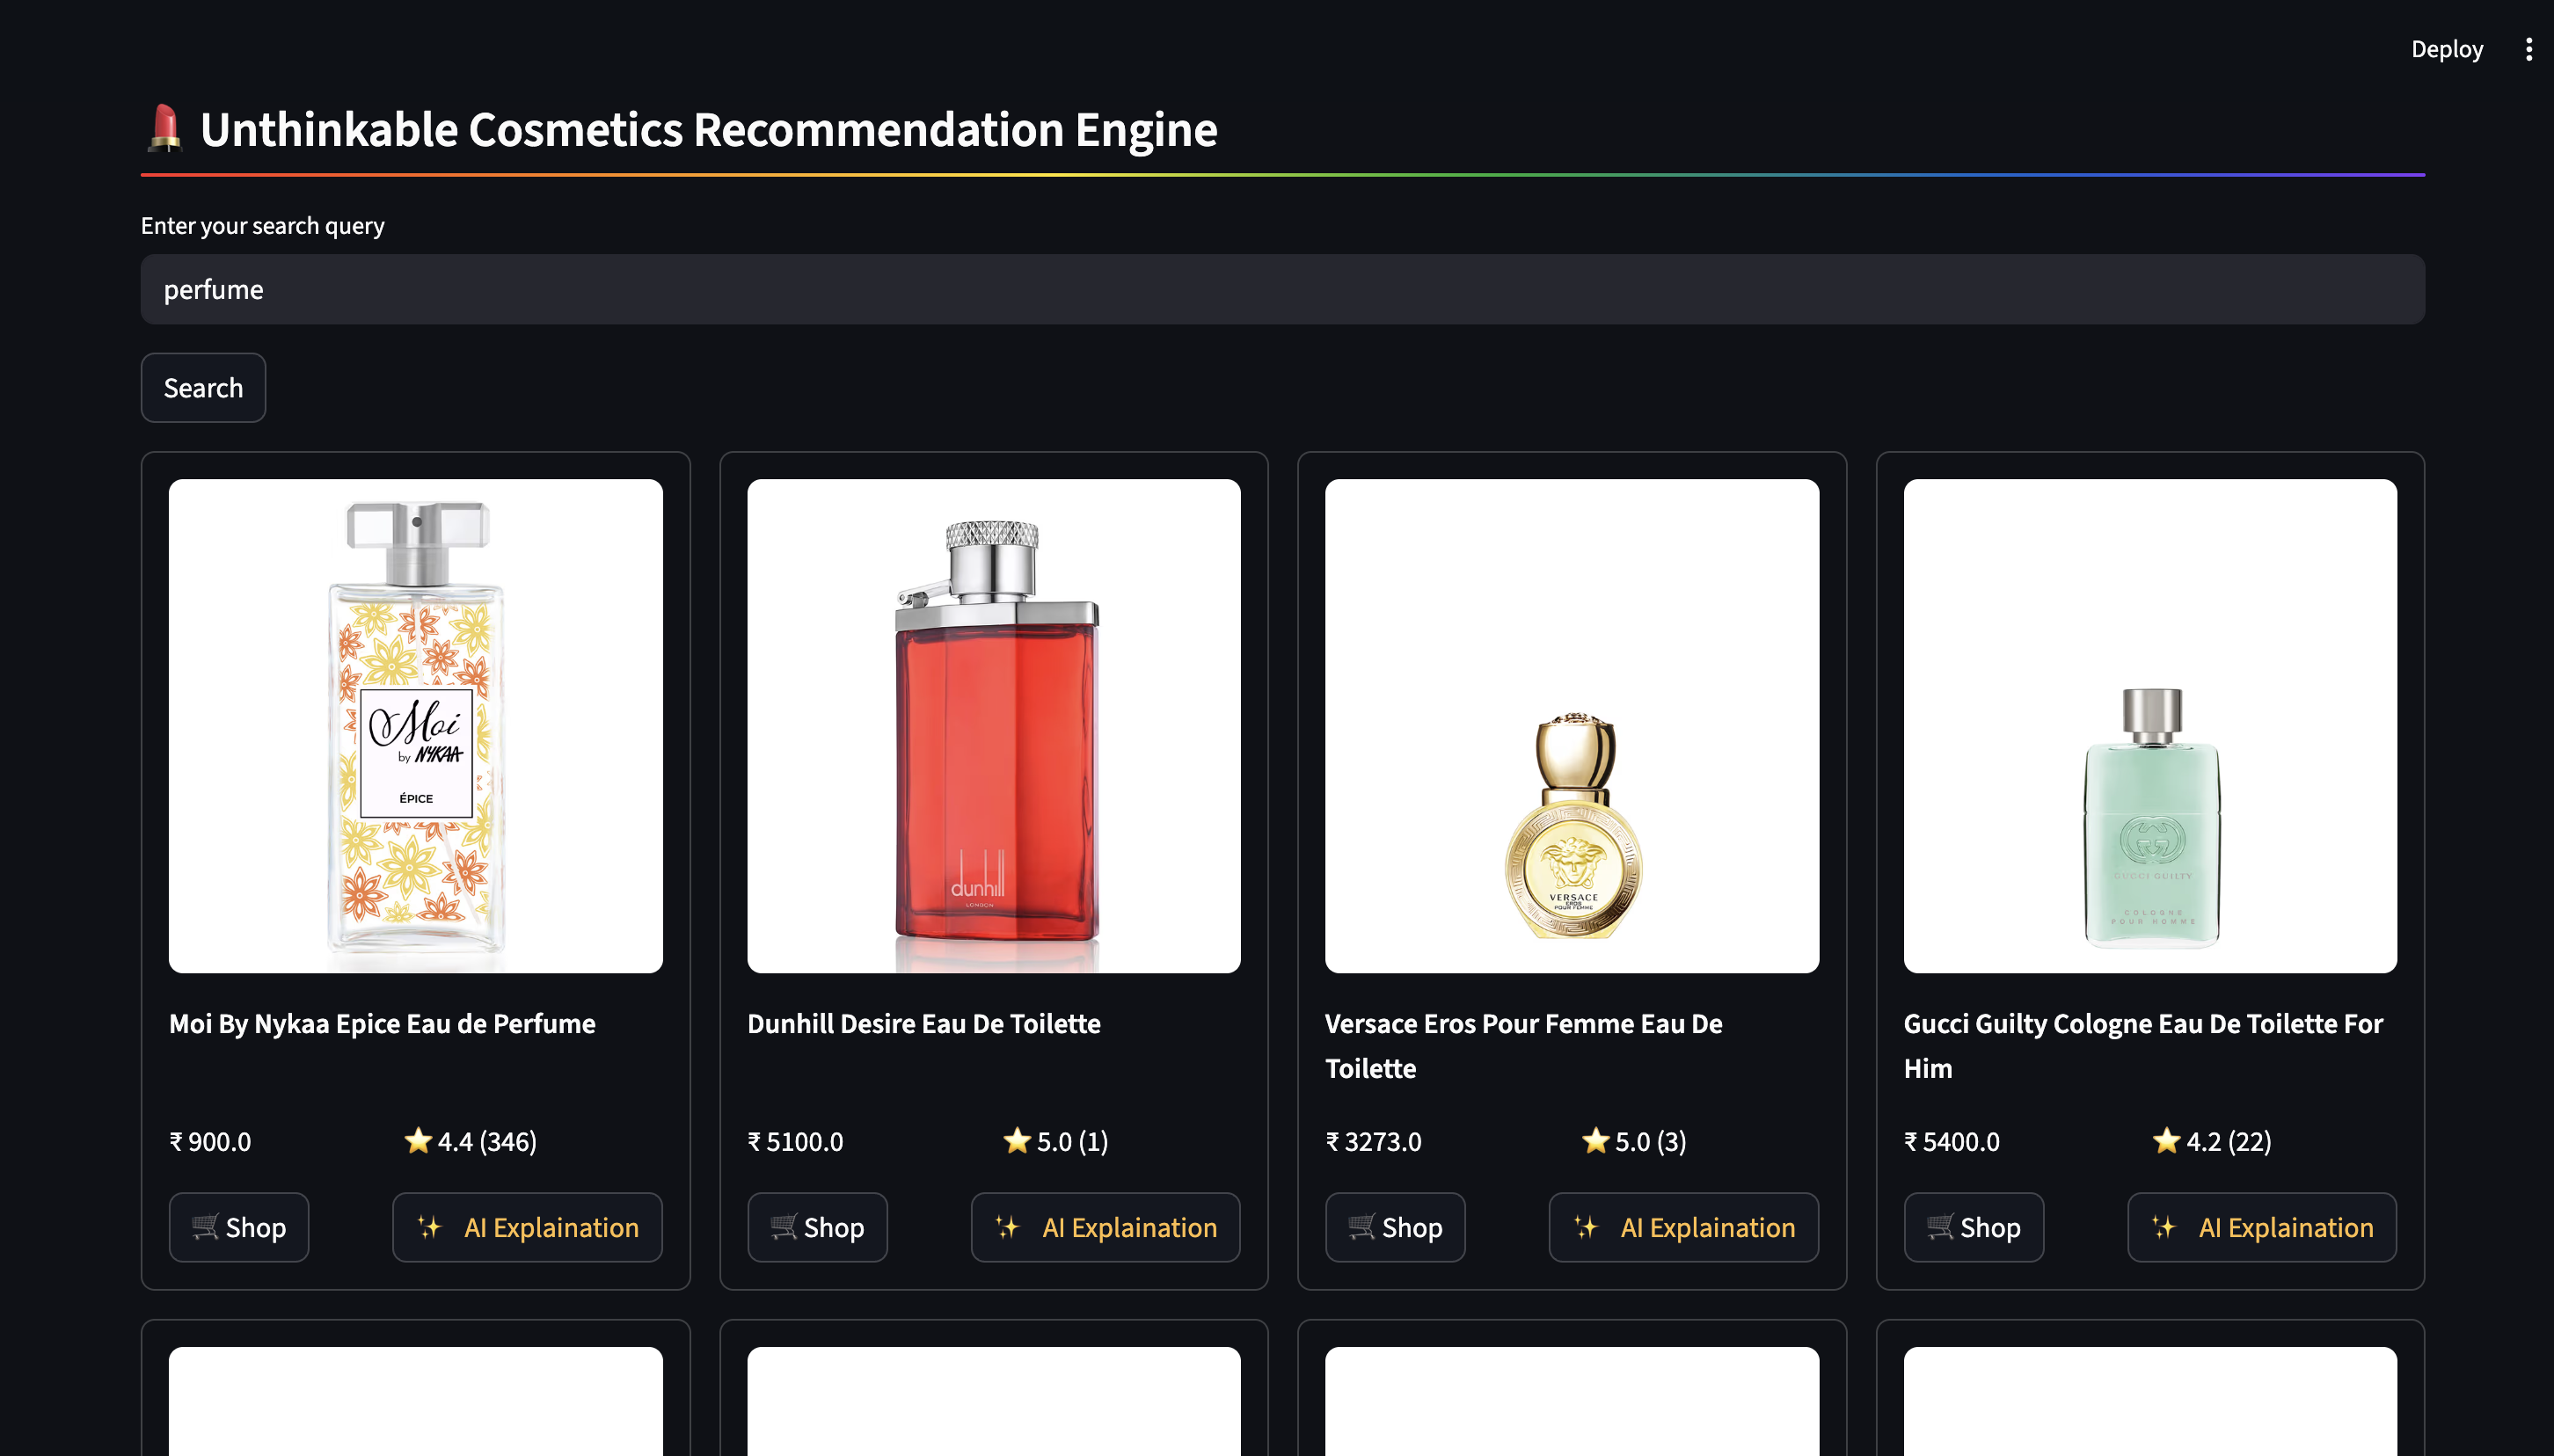 Deploy
💄 Unthinkable Cosmetics Recommendation Engine
Enter your search query
perfume
Search
Moi
by NYKAA
ÉPICE
dunhill
LONDON
VERSACE
EROS
POUR FEMME
GUCCI GUILTY
COLOGNE
POUR HOMME
Moi By Nykaa Epice Eau de Perfume
Dunhill Desire Eau De Toilette
Versace Eros Pour Femme Eau De
Toilette
Gucci Guilty Cologne Eau De Toilette For
Him
₹ 900.0
⭐ 4.4 (346)
₹ 5100.0
⭐ 5.0 (1)
₹ 3273.0
⭐ 5.0 (3)
₹ 5400.0
⭐ 4.2 (22)
🛒 Shop
✨ AI Explaination
🛒 Shop
✨ AI Explaination
🛒 Shop
✨ AI Explaination
🛒 Shop
✨ AI Explaination